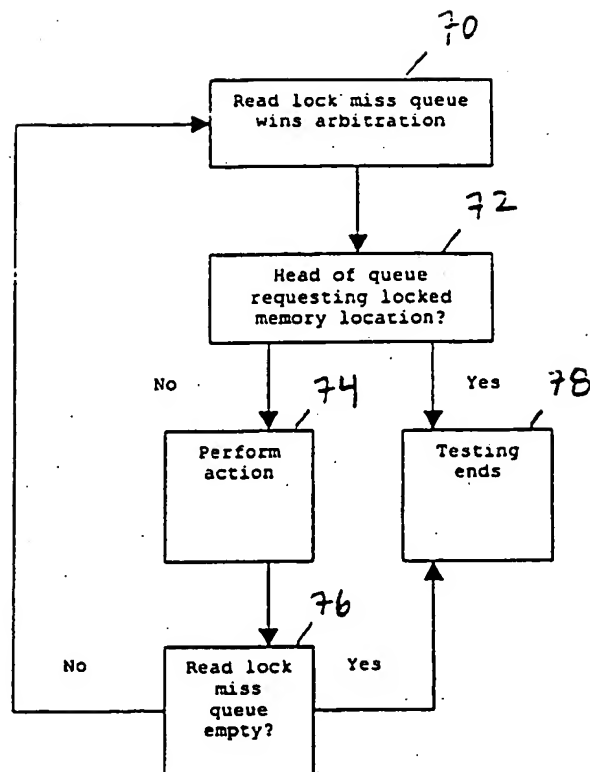 70
Read lock miss queue
wins arbitration
72
Head of queue
requesting locked
memory location?
No
74
Yes
78
Perform
action
Testing
ends
76
No
Read lock
miss
queue
empty?
Yes